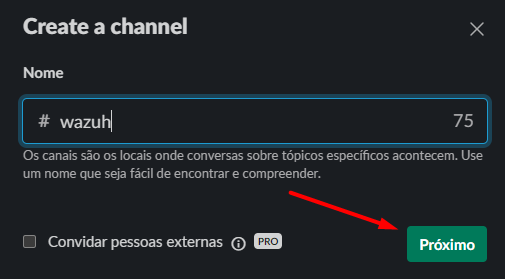 Create a channel
Nome
# wazuh 75
Os canais são os locais onde conversas sobre tópicos específicos acontecem. Use
um nome que seja fácil de encontrar e compreender.
Convidar pessoas externas PRO
Próximo